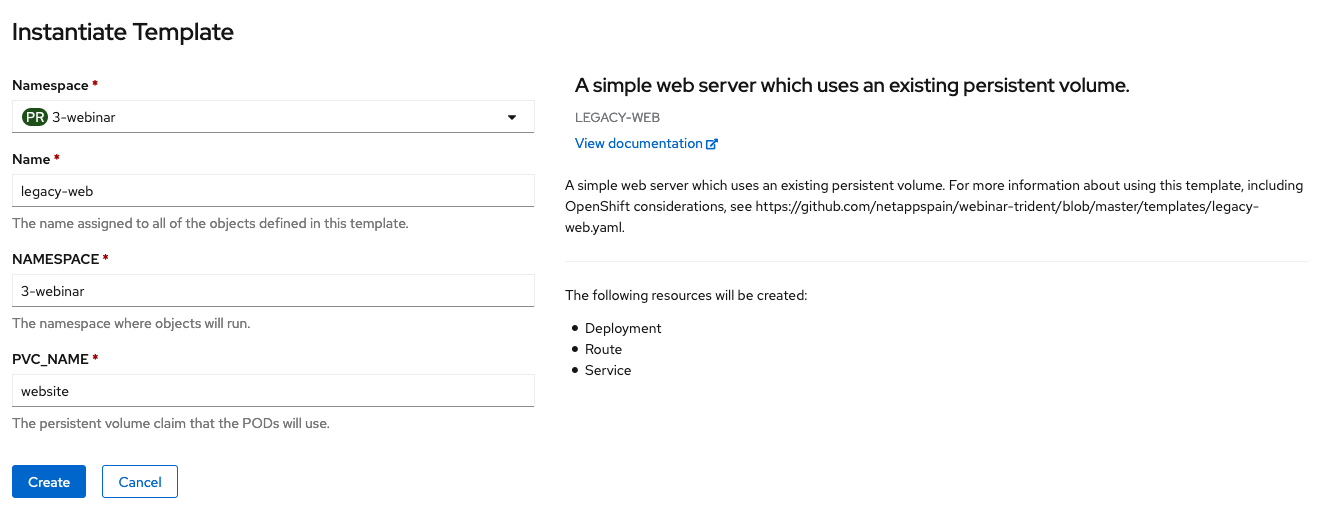 Instantiate Template
Namespace *
PR 3-webinar
Name *
legacy-web
The name assigned to all of the objects defined in this template.
NAMESPACE *
3-webinar
The namespace where objects will run.
PVC_NAME *
website
The persistent volume claim that the PODs will use.
Create
Cancel
A simple web server which uses an existing persistent volume.
LEGACY-WEB
View documentation
A simple web server which uses an existing persistent volume. For more information about using this template, including
OpenShift considerations, see https://github.com/netappspain/webinar-trident/blob/master/templates/legacy-
web.yaml.
The following resources will be created:
Deployment
Route
Service